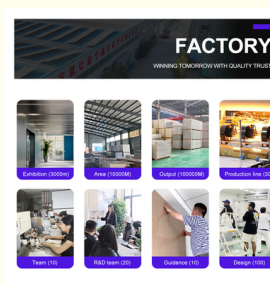 FACTORY
WINNING TOMORROW WITH QUALITY TRUST
Exhibition (3000m)
Area (10000M)
Output (100000M)
Production line (30
Team (10)
R&D team (20)
Guidance (10)
Design (100)